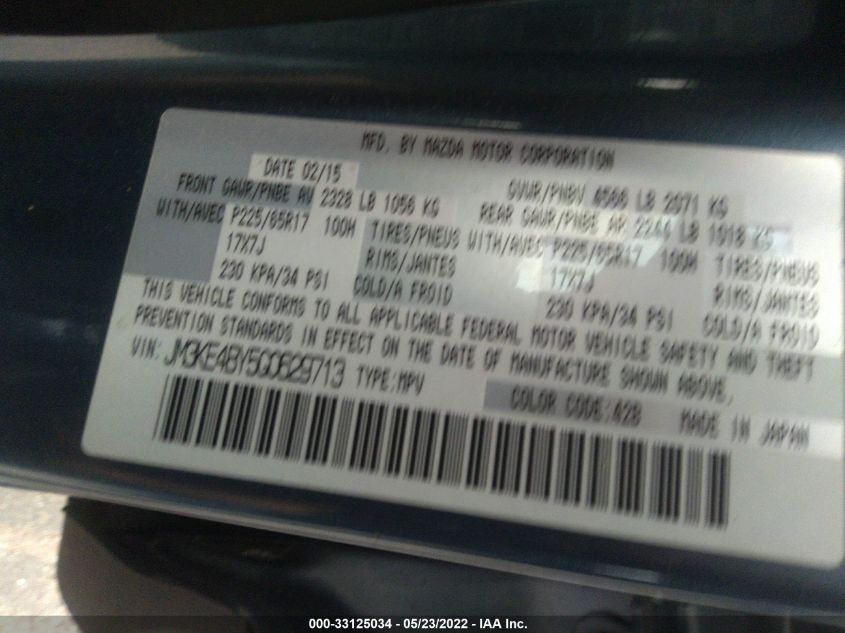 MFD. BY MAZDA MOTOR CORPORATION
DATE 02/15 GVWR/PNBV 4566 LB 2071 KG
FRONT GAWR/PNBE AV 2328 LB 1056 KG REAR GAWR/PNBE AR 2244 LB 1018 KG
WITH/AVEC P225/65R17 100H TIRES/PNEUS WITH/AVEC P225/65R17 100H TIRES/PNEUS
17X7J RIMS/JANTES 17X7J RIMS/JANTES
230 KPA/34 PSI COLD/A FROID 230 KPA/34 PSI COLD/A FROID
THIS VEHICLE CONFORMS TO ALL APPLICABLE FEDERAL MOTOR VEHICLE SAFETY AND THEFT
PREVENTION STANDARDS IN EFFECT ON THE DATE OF MANUFACTURE SHOWN ABOVE.
VIN: JM3KE4BY5G0629713 TYPE:MPV
COLOR CODE:42B MADE IN JAPAN
000-33125034 - 05/23/2022 - IAA Inc.